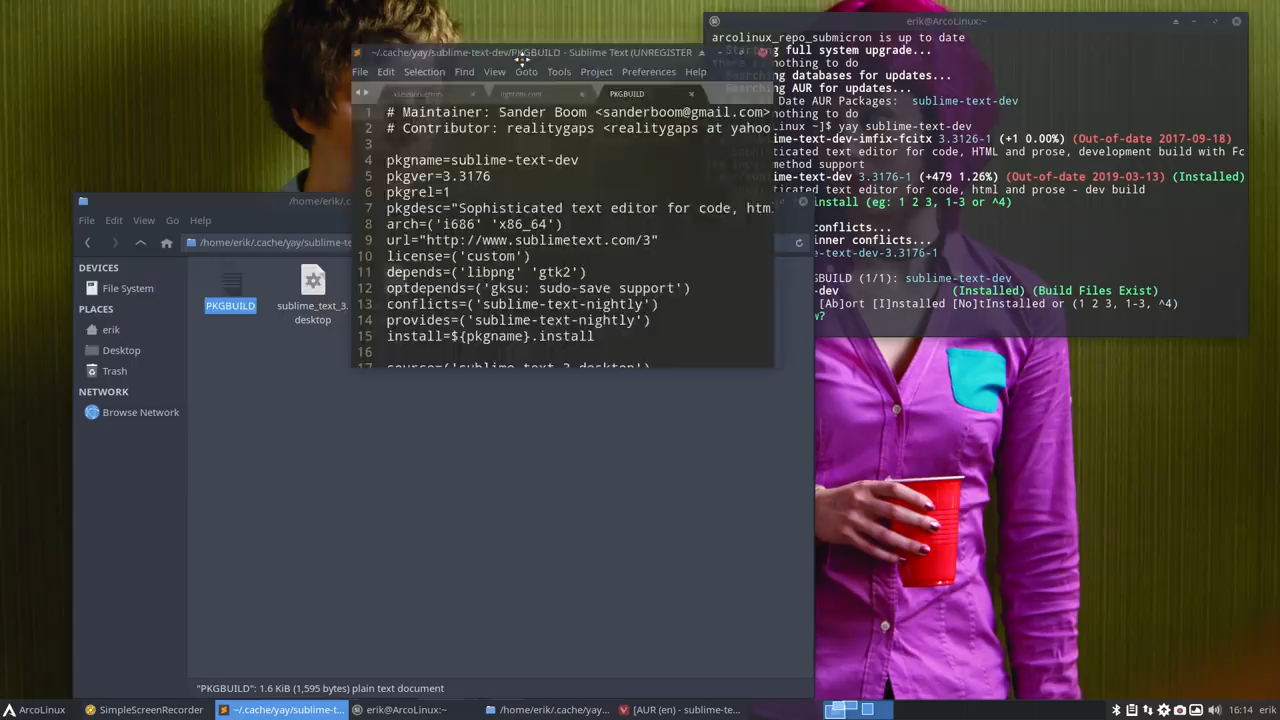 erik@ArcoLinux:~
arcolinux_repo_submicron is up to date
full system upgrade...
nothing to do
databases for updates...
AUR for updates...
Date AUR Packages: sublime-text-dev
~]$ yay sublime-text-dev
-dev-imfix-fcitx 3.3126-1 (+1 0.00%) (Out-of-date 2017-09-18)
text editor for code, HTML and prose, development build with Fc
method support
-dev 3.3176-1 (+479 1.26%) (Out-of-date 2019-03-13) (Installed)
text editor for code, html and prose - dev build
install (eg: 1 2 3, 1-3 or ^4)
conflicts...
inner conflicts...
-text-dev-3.3176-1
(1/1): sublime-text-dev
-dev (Installed) (Build Files Exist)
[Ab]ort [I]nstalled [No]tInstalled or (1 2 3, 1-3, ^4)
w?
~/.cache/yay/sublime-text-dev/PKGBUILD - Sublime Text (UNREGISTER
File Edit Selection Find View Goto Tools Project Preferences Help
PKGBUILD
1 # Maintainer: Sander Boom <sanderboom@gmail.com>
2 # Contributor: realitygaps <realitygaps at yahoo
3
4 pkgname=sublime-text-dev
5 pkgver=3.3176
6 pkgrel=1
7 pkgdesc="Sophisticated text editor for code, htm
8 arch=('i686' 'x86_64')
9 url="http://www.sublimetext.com/3"
10 license=('custom')
11 depends=('libpng' 'gtk2')
12 optdepends=('gksu: sudo-save support')
13 conflicts=('sublime-text-nightly')
14 provides=('sublime-text-nightly')
15 install=${pkgname}.install
16
17 source=('sublime_text_3.desktop')
/home/erik/.c
File Edit View Go Help
/home/erik/.cache/yay/sublime-te
DEVICES
File System
PLACES
erik
Desktop
Trash
NETWORK
Browse Network
PKGBUILD
sublime_text_3.
desktop
"PKGBUILD": 1.6 KiB (1,595 bytes) plain text document
ArcoLinux
SimpleScreenRecorder
~/.cache/yay/sublime-t...
erik@ArcoLinux:~
/home/erik/.cache/yay/...
[AUR (en) - sublime-te...
16:14 erik